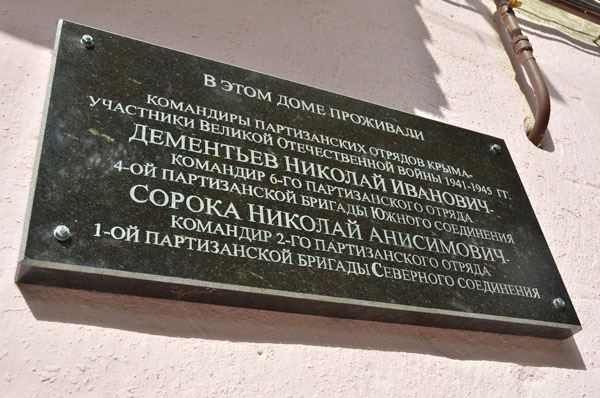 В ЭТОМ ДОМЕ ПРОЖИВАЛИ
КОМАНДИРЫ ПАРТИЗАНСКИХ ОТРЯДОВ КРЫМА-
УЧАСТНИКИ ВЕЛИКОЙ ОТЕЧЕСТВЕННОЙ ВОЙНЫ 1941-1945 ГГ.
ДЕМЕНТЬЕВ НИКОЛАЙ ИВАНОВИЧ-
КОМАНДИР 6-ГО ПАРТИЗАНСКОГО ОТРЯДА
4-ОЙ ПАРТИЗАНСКОЙ БРИГАДЫ ЮЖНОГО СОЕДИНЕНИЯ
СОРОКА НИКОЛАЙ АНИСИМОВИЧ-
КОМАНДИР 2-ГО ПАРТИЗАНСКОГО ОТРЯДА
1-ОЙ ПАРТИЗАНСКОЙ БРИГАДЫ СЕВЕРНОГО СОЕДИНЕНИЯ